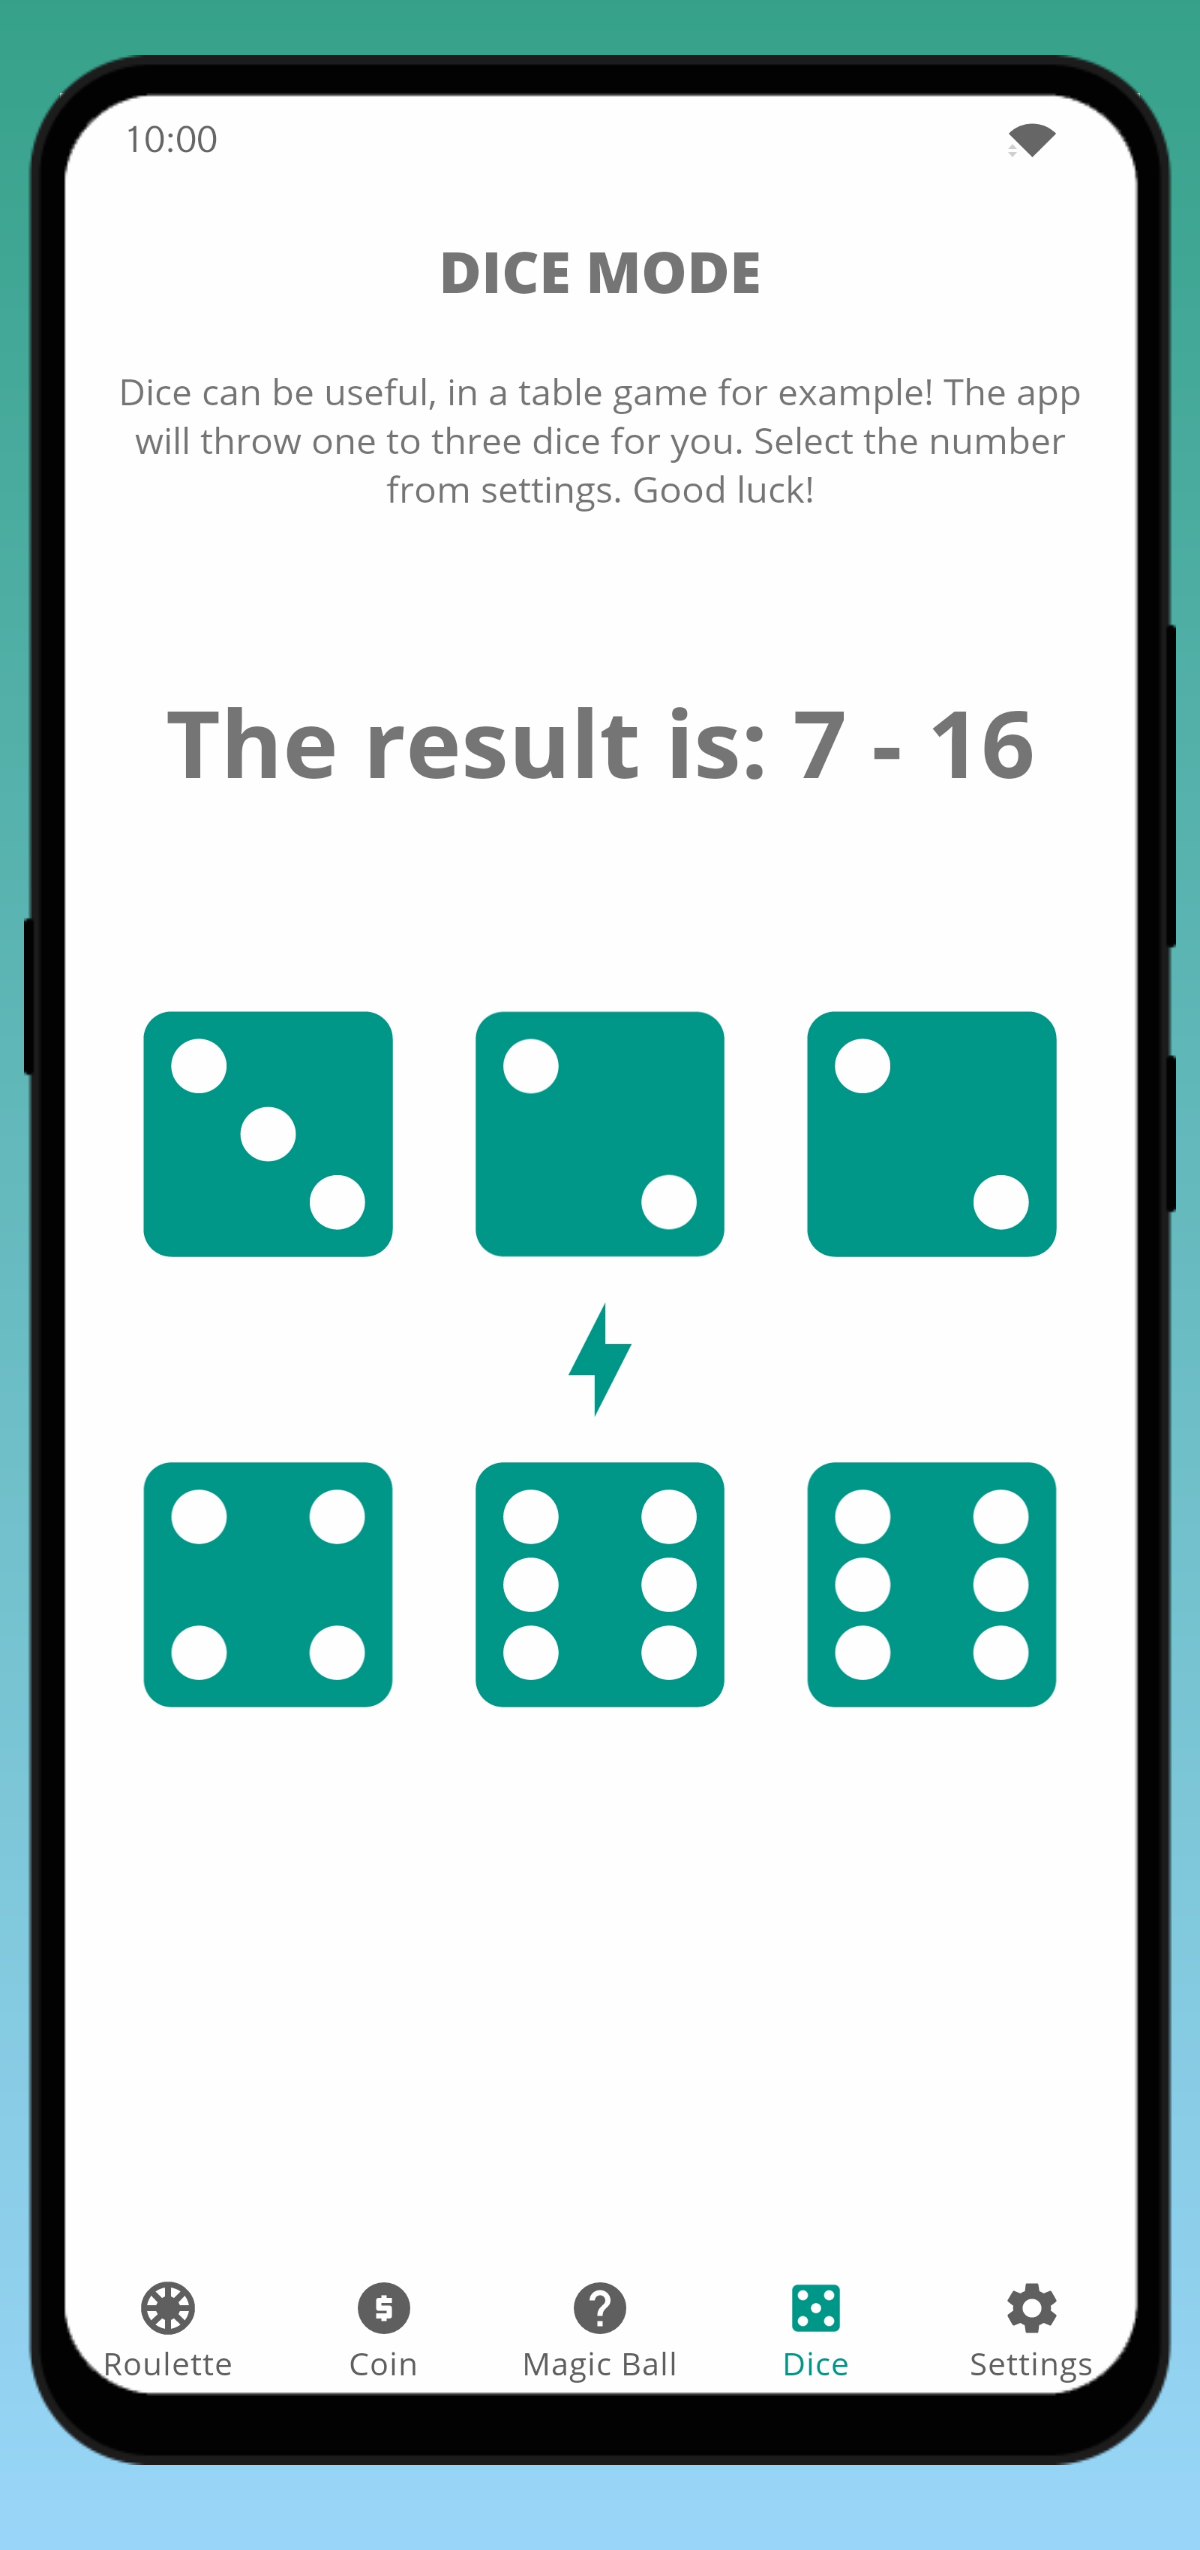 10:00
DICE MODE
Dice can be useful, in a table game for example! The app
will throw one to three dice for you. Select the number
from settings. Good luck!
The result is: 7 - 16
Roulette
Coin
Magic Ball
Dice
Settings